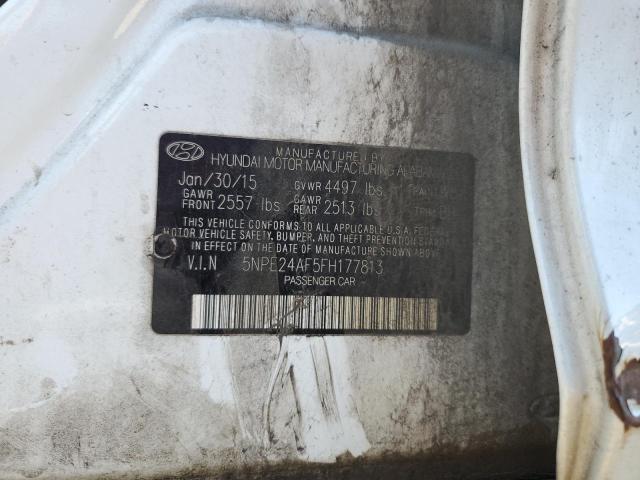 MANUFACTURED BY
HYUNDAI MOTOR MANUFACTURING ALABAMA
Jan/30/15 GVWR 4497 lbs.
GAWR FRONT 2557 lbs GAWR REAR 2513 lbs
THIS VEHICLE CONFORMS TO ALL APPLICABLE U.S.A. FEDERAL
MOTOR VEHICLE SAFETY, BUMPER, AND THEFT PREVENTION STANDARDS
IN EFFECT ON THE DATE OF MANUFACTURE SHOWN ABOVE.
V.I.N 5NPE24AF5FH177813
PASSENGER CAR